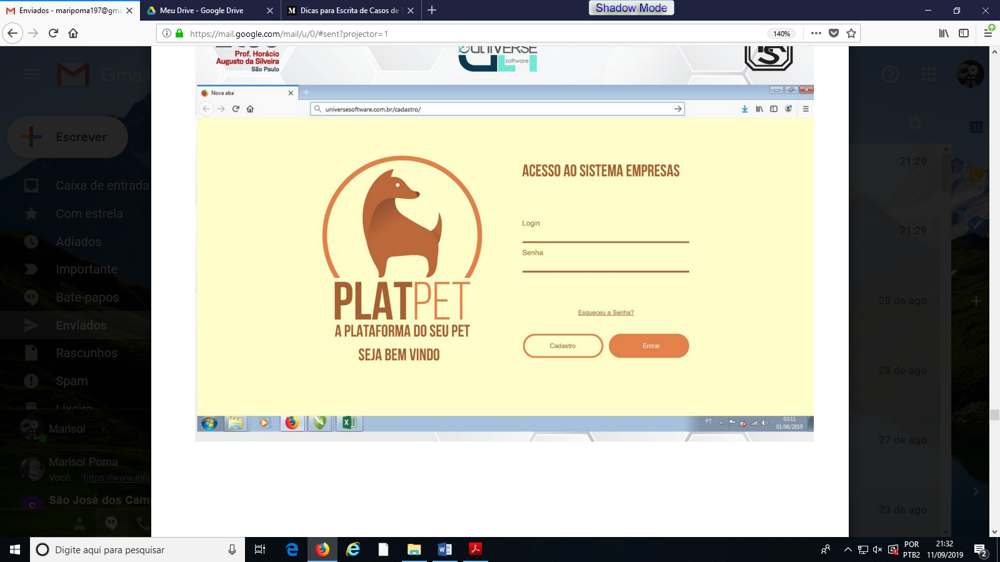 Enviados - maripoma197@gma
Meu Drive - Google Drive
Dicas para Escrita de Casos de T
Shadow Mode
https://mail.google.com/mail/u/0/#sent?projector=1
140%
Prof. Horácio
Augusto da Silveira
São Paulo
UNIVERSE
software
Gmail
Escrever
Caixa de entrada
Com estrela
Adiados
Importante
Bate-papos
Enviados
Rascunhos
Spam
Lixeira
Marisol
Marisol Poma
Você: https://www.info
São José dos Cam
S
Nova aba
universesoftware.com.br/cadastro/
ACESSO AO SISTEMA EMPRESAS
Login
Senha
Esqueceu a Senha?
Cadastro
Entrar
PLATPET
A PLATAFORMA DO SEU PET
SEJA BEM VINDO
PT
03:11
01/06/2019
31
21:29
21:29
28 de ago
28 de ago
27 de ago
23 de ago
Digite aqui para pesquisar
POR
PTB2
21:32
11/09/2019
2